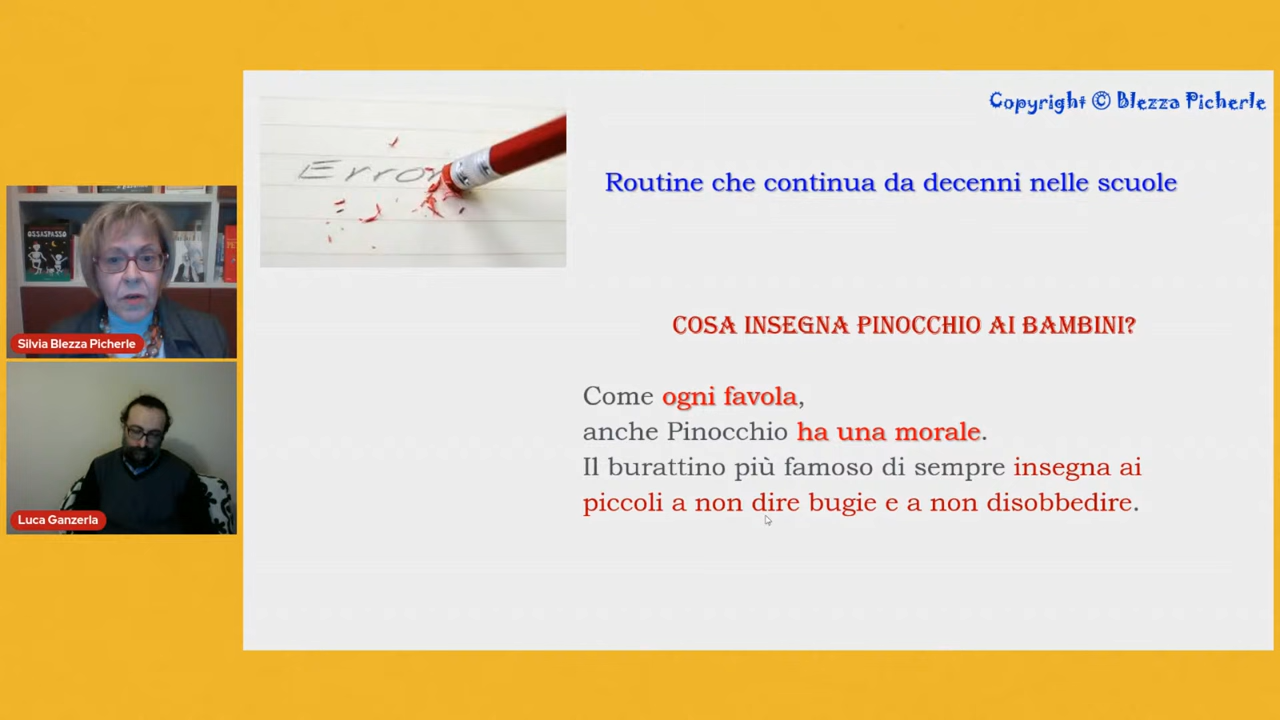 Copyright © Blezza Picherle
Error
Routine che continua da decenni nelle scuole
COSA INSEGNA PINOCCHIO AI BAMBINI?
Come ogni favola,
anche Pinocchio ha una morale.
Il burattino più famoso di sempre insegna ai
piccoli a non dire bugie e a non disobbedire.
OSSASPASSO
Silvia Blezza Picherle
Luca Ganzerla